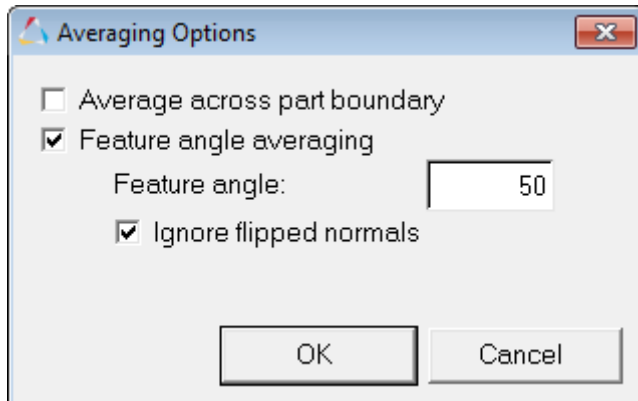 Averaging Options
Average across part boundary
Feature angle averaging
Feature angle: 50
Ignore flipped normals
OK Cancel